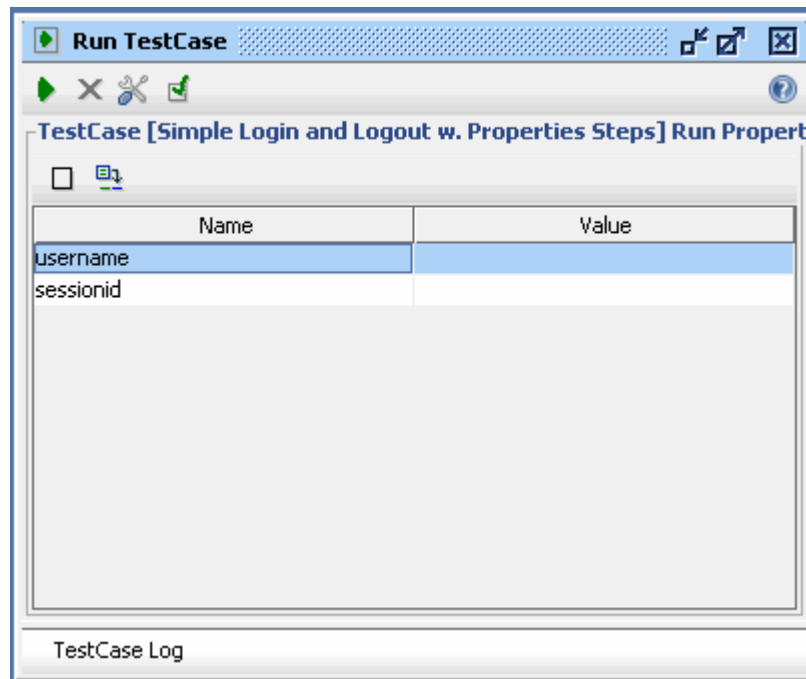 Run TestCase
TestCase [Simple Login and Logout w. Properties Steps] Run Propert
Name Value
username
sessionid
TestCase Log